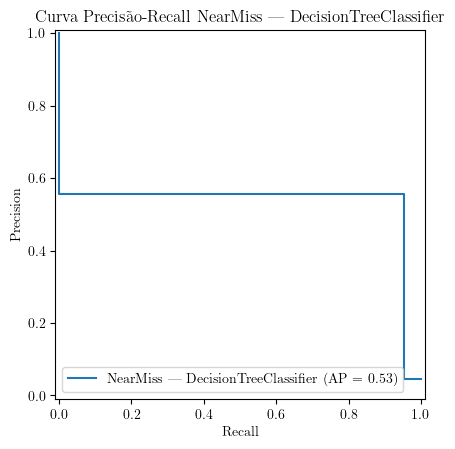 Curva Precisão-Recall NearMiss — DecisionTreeClassifier
1.0
0.8
0.6
0.4
0.2
0.0
Precision
NearMiss — DecisionTreeClassifier (AP = 0.53)
0.0 0.2 0.4 0.6 0.8 1.0
Recall